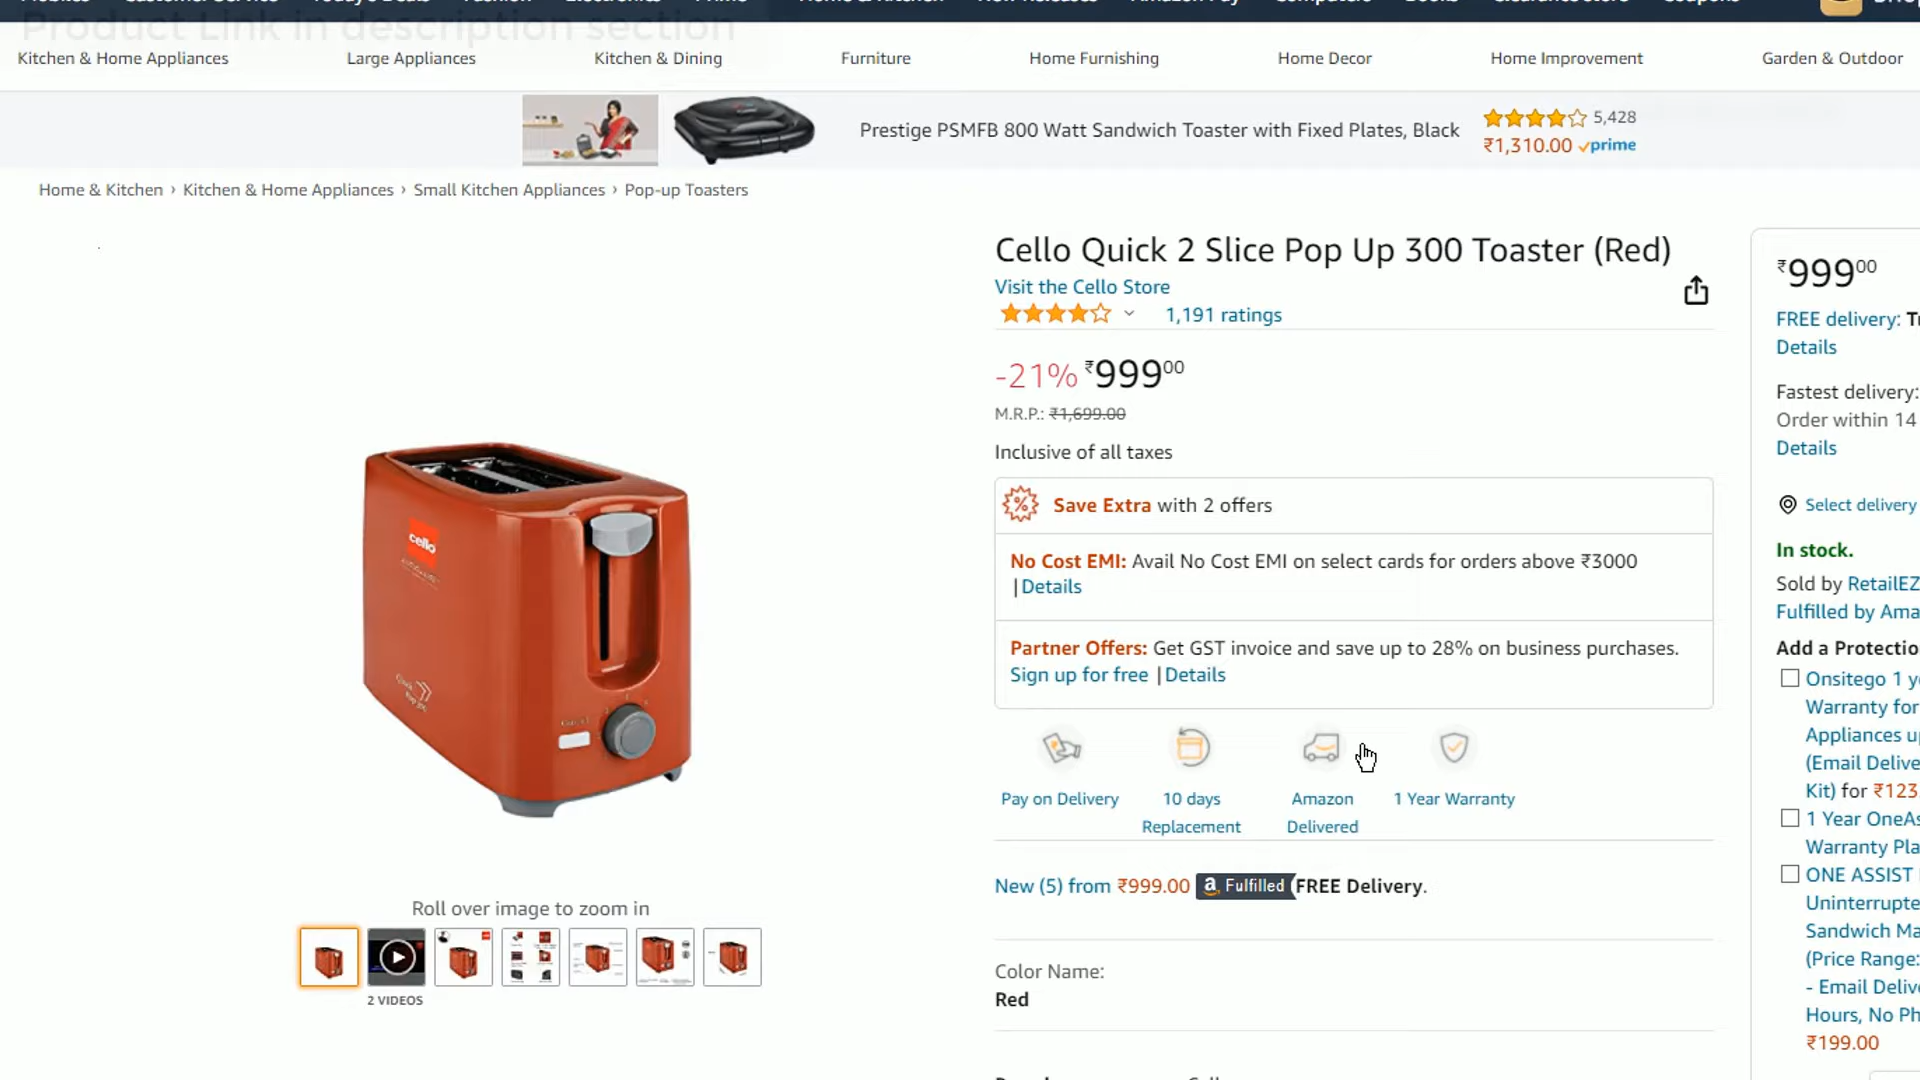 Product Link in description section
Kitchen & Home Appliances
Large Appliances
Kitchen & Dining
Furniture
Home Furnishing
Home Decor
Home Improvement
Garden & Outdoor
Prestige PSMFB 800 Watt Sandwich Toaster with Fixed Plates, Black
5,428
₹1,310.00 prime
Home & Kitchen › Kitchen & Home Appliances › Small Kitchen Appliances › Pop-up Toasters
Cello Quick 2 Slice Pop Up 300 Toaster (Red)
Visit the Cello Store
1,191 ratings
-21% ₹999 00
M.R.P.: ₹1,699.00
Inclusive of all taxes
Save Extra with 2 offers
No Cost EMI: Avail No Cost EMI on select cards for orders above ₹3000
| Details
Partner Offers: Get GST invoice and save up to 28% on business purchases.
Sign up for free | Details
Pay on Delivery
10 days
Replacement
Amazon
Delivered
1 Year Warranty
New (5) from ₹999.00 a Fulfilled FREE Delivery.
Color Name:
Red
cello
Roll over image to zoom in
2 VIDEOS
₹999 00
FREE delivery:
Details
Fastest delivery:
Order within 14
Details
Select delivery
In stock.
Sold by RetailEZ
Fulfilled by Ama
Add a Protectio
Onsitego 1 y
Warranty for
Appliances u
(Email Delive
Kit) for ₹123
1 Year OneAs
Warranty Pla
ONE ASSIST
Uninterrupte
Sandwich Ma
(Price Range:
- Email Deliv
Hours, No Ph
₹199.00